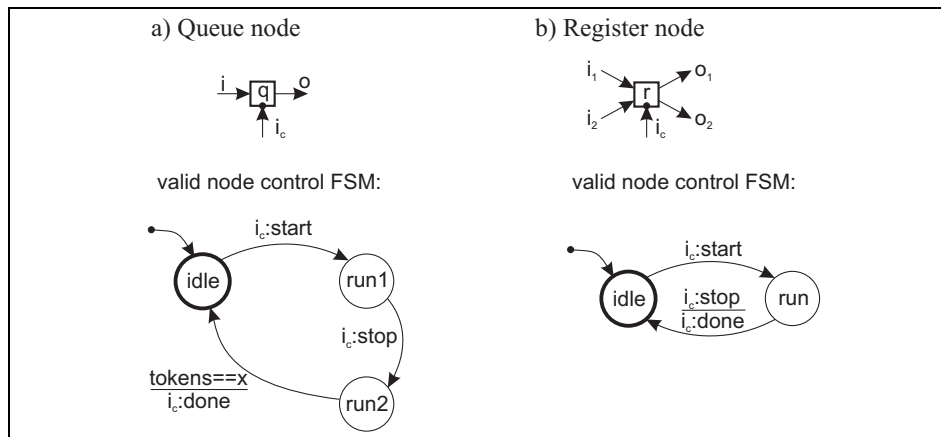 a) Queue node
i
q
o
i_c
valid node control FSM:
i_c:start
idle
run1
i_c:stop
tokens==x
i_c:done
run2
b) Register node
i_1
i_2
r
o_1
o_2
i_c
valid node control FSM:
i_c:start
idle
run
i_c:stop
i_c:done